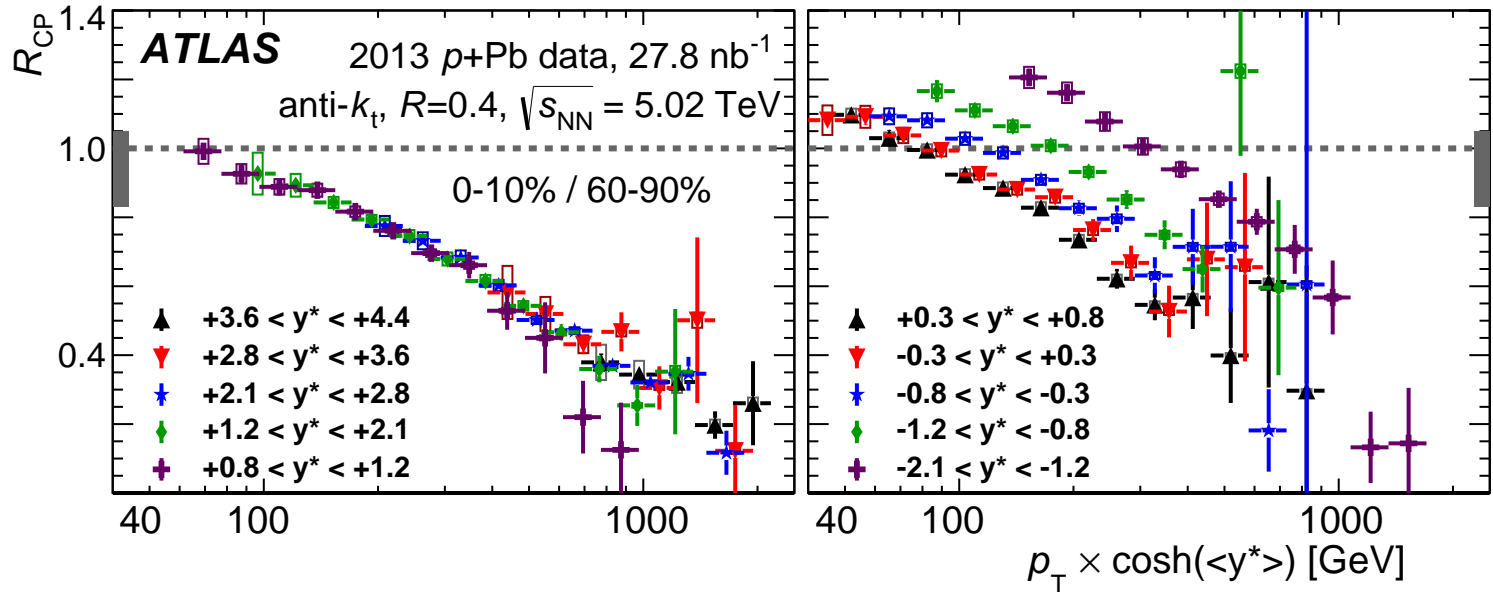 R_CP
1.4
1.0
0.4
ATLAS
2013 p+Pb data, 27.8 nb⁻¹
anti-k_t, R=0.4, √s_NN = 5.02 TeV
0-10% / 60-90%
+3.6 < y* < +4.4
+2.8 < y* < +3.6
+2.1 < y* < +2.8
+1.2 < y* < +2.1
+0.8 < y* < +1.2
40 100 1000
+0.3 < y* < +0.8
-0.3 < y* < +0.3
-0.8 < y* < -0.3
-1.2 < y* < -0.8
-2.1 < y* < -1.2
40 100 1000
p_T × cosh(<y*>) [GeV]